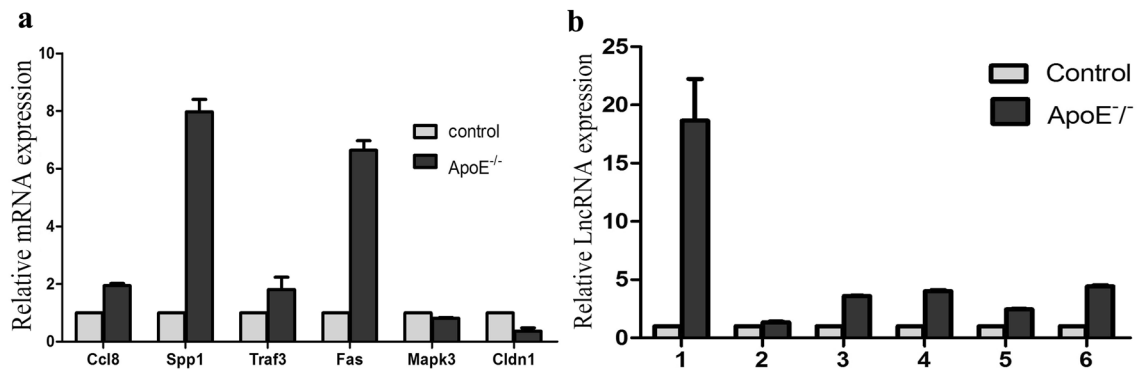 a
Relative mRNA expression
10
8
6
4
2
0
control
ApoE-/-
Ccl8 Spp1 Traf3 Fas Mapk3 Cldn1
b
Relative LncRNA expression
25
20
15
10
5
0
Control
ApoE-/-
1 2 3 4 5 6